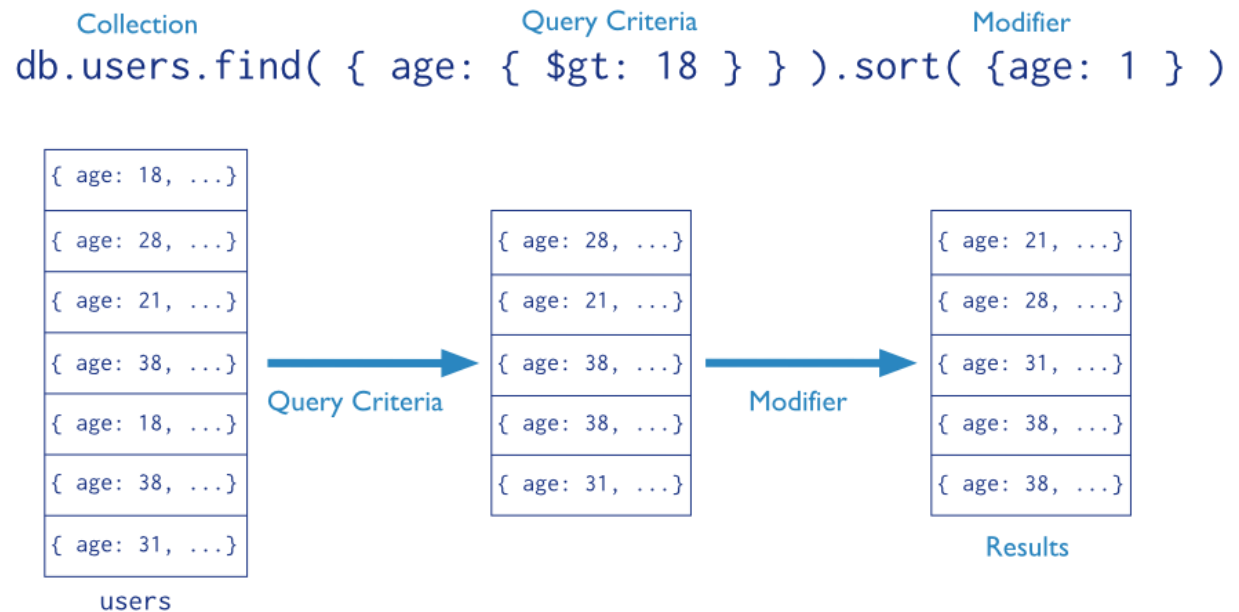 Collection Query Criteria Modifier
db.users.find( { age: { $gt: 18 } } ).sort( {age: 1 } )
{ age: 18, ...}
{ age: 28, ...}
{ age: 21, ...}
{ age: 38, ...}
{ age: 18, ...}
{ age: 38, ...}
{ age: 31, ...}
users
Query Criteria
{ age: 28, ...}
{ age: 21, ...}
{ age: 38, ...}
{ age: 38, ...}
{ age: 31, ...}
Modifier
{ age: 21, ...}
{ age: 28, ...}
{ age: 31, ...}
{ age: 38, ...}
{ age: 38, ...}
Results